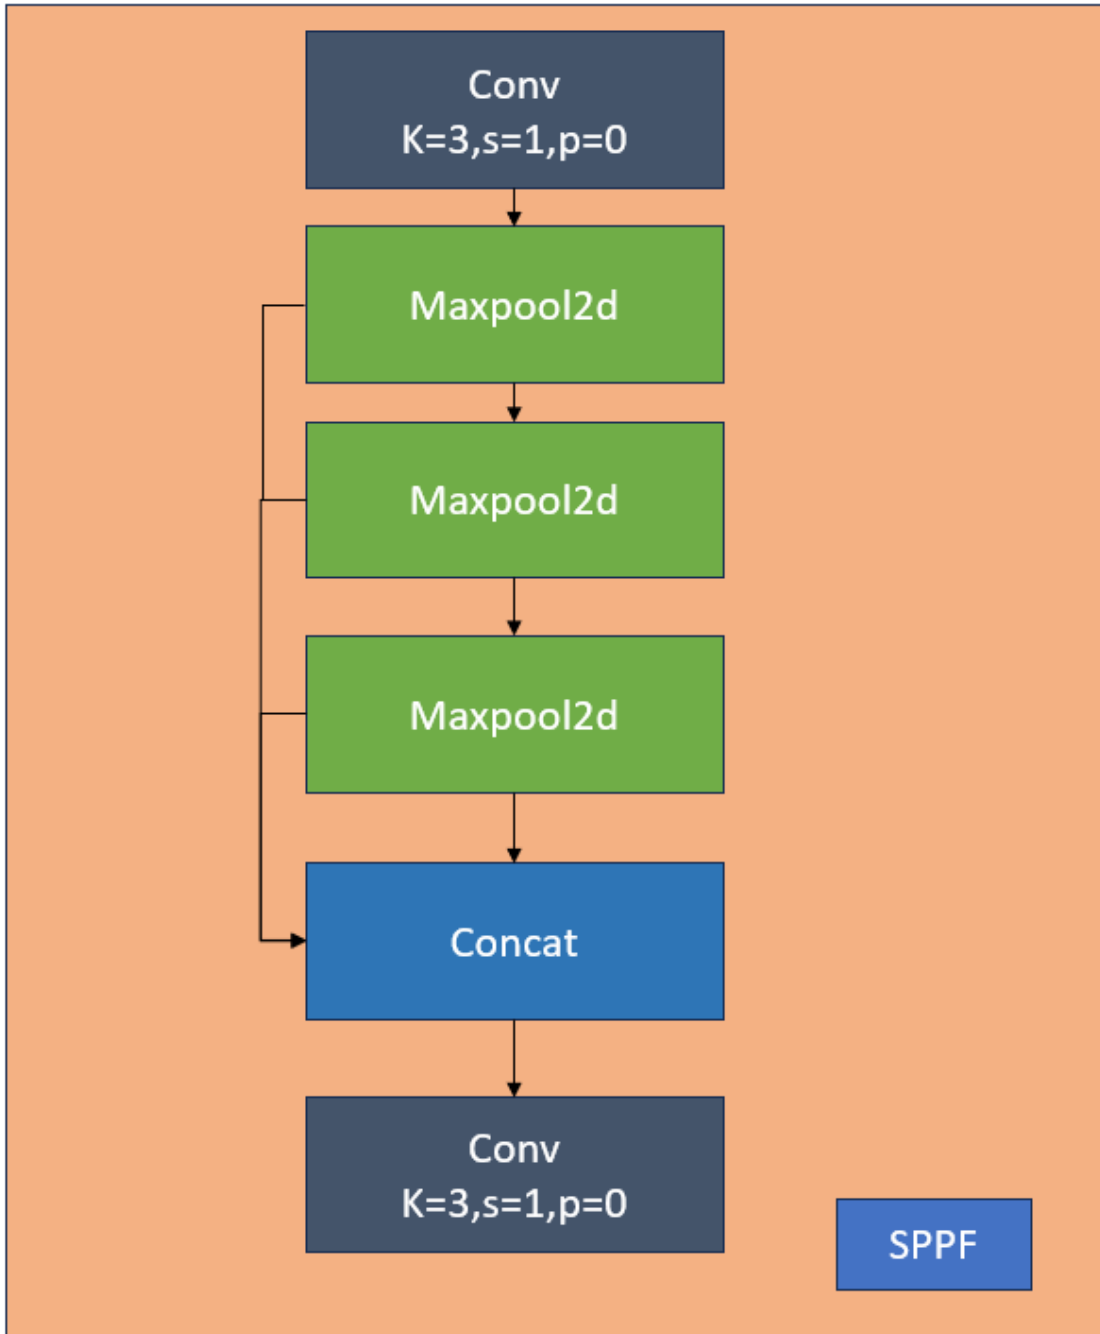 Conv
K=3,s=1,p=0
Maxpool2d
Maxpool2d
Maxpool2d
Concat
Conv
K=3,s=1,p=0
SPPF